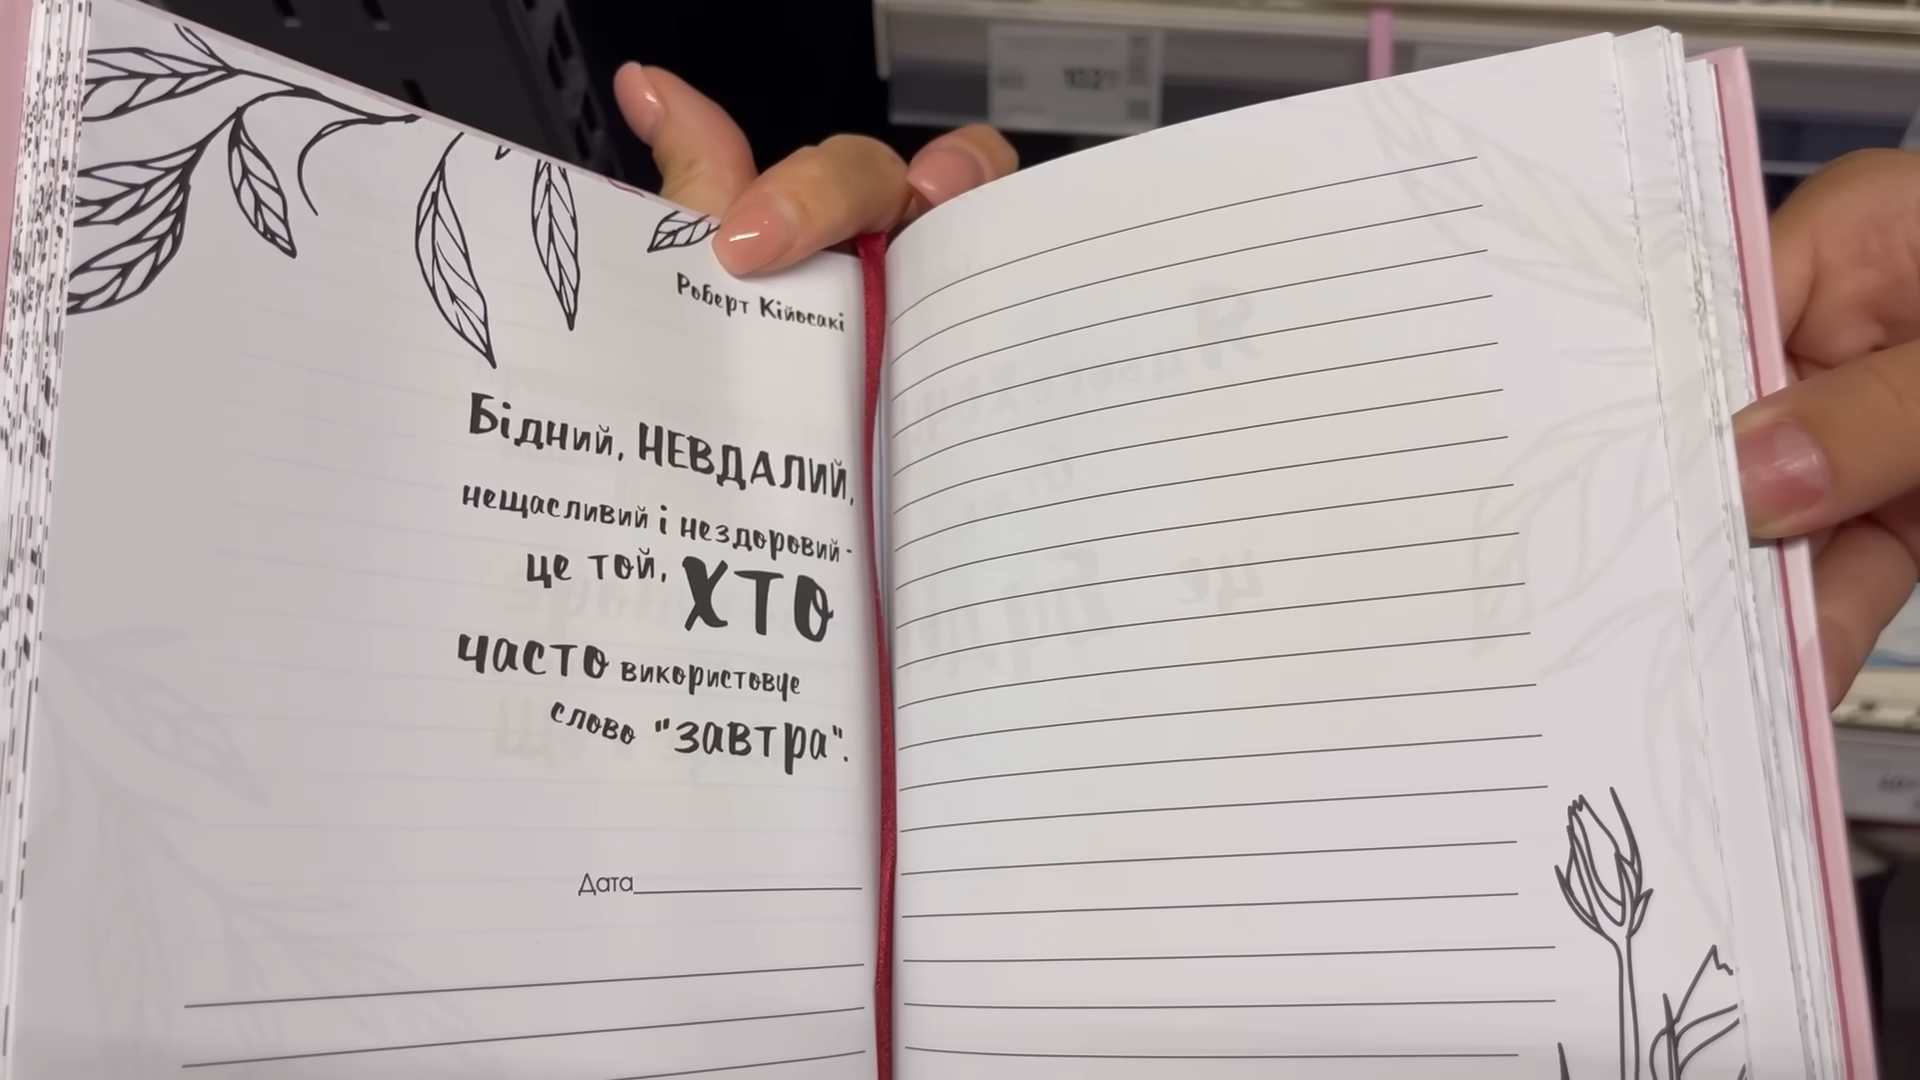 Роберт Кійосакі
Бідний, НЕВДАЛИЙ,
нещасливий і нездоровий -
це той, ХТО
часто використовує
слово "завтра".
Дата